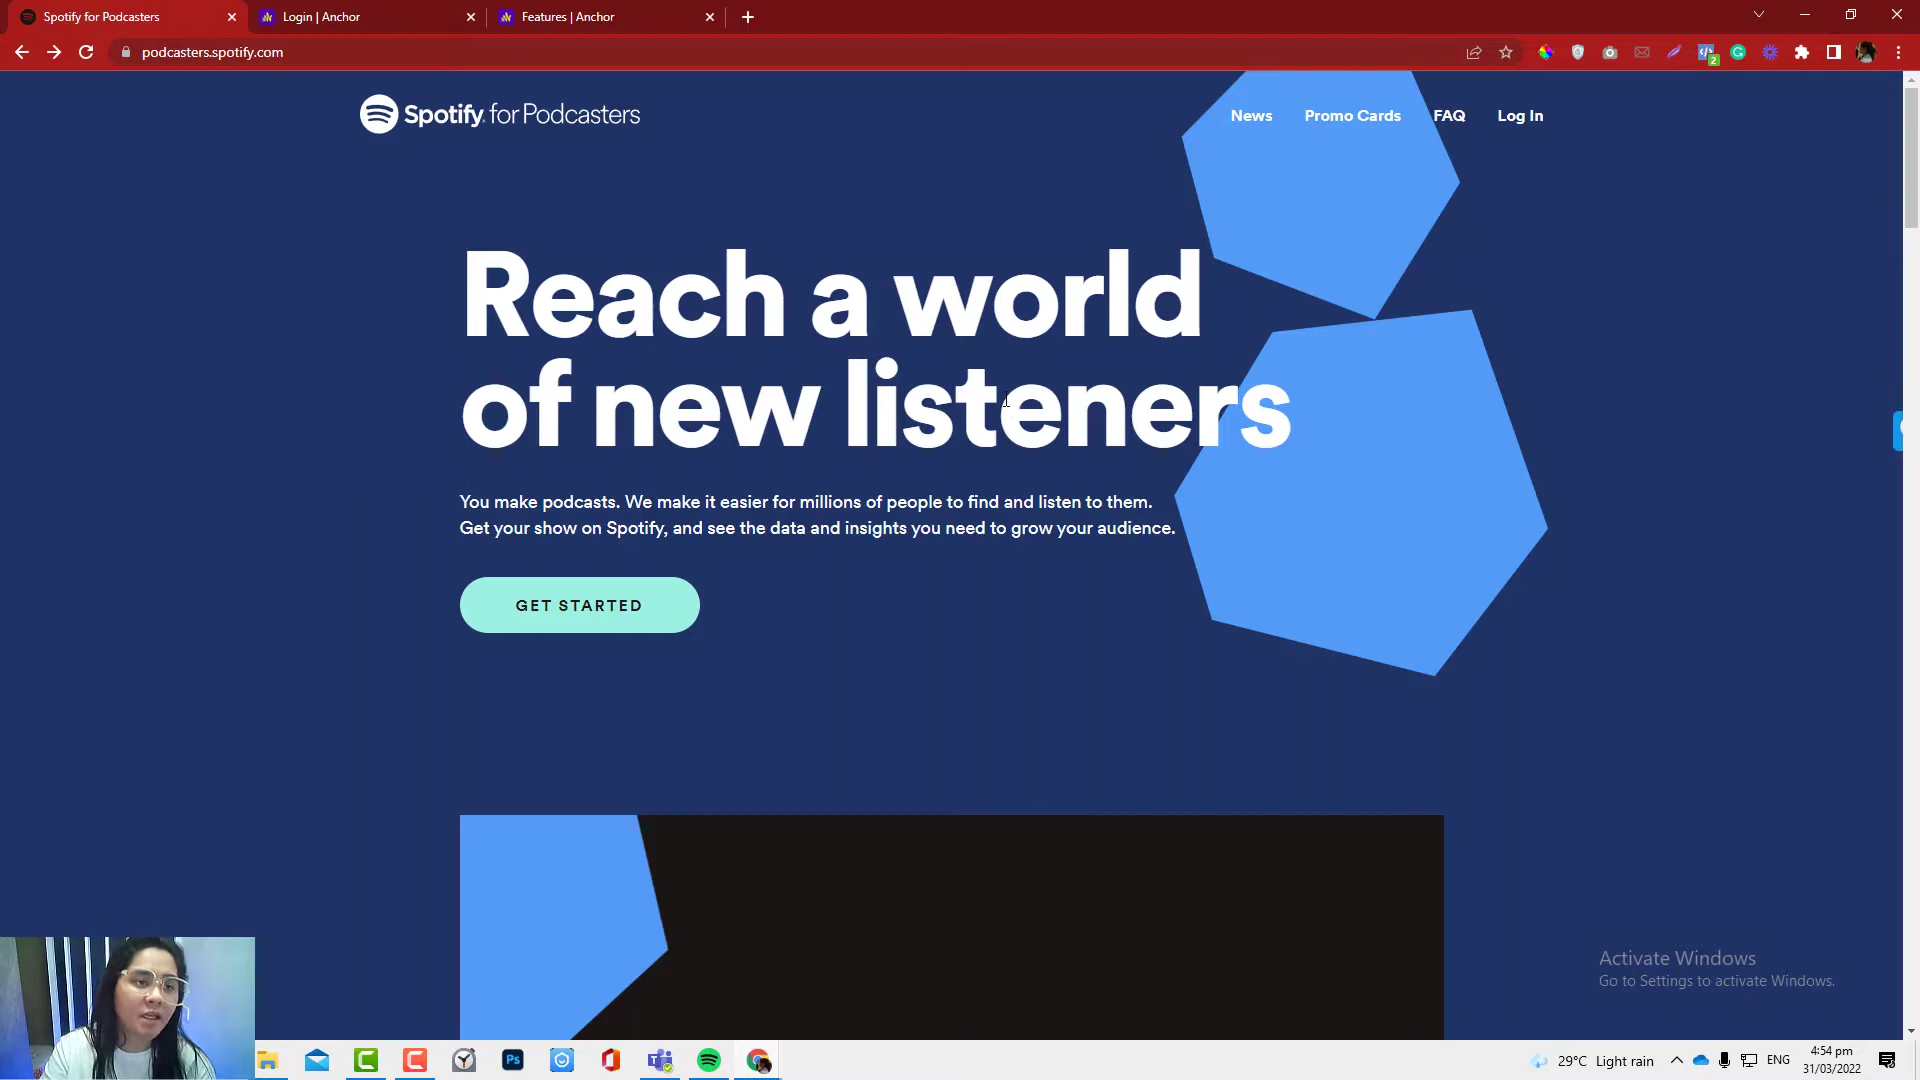 Spotify for Podcasters
Login | Anchor
Features | Anchor
podcasters.spotify.com
2
Spotify for Podcasters
News
Promo Cards
FAQ
Log In
Reach a world
of new listeners
You make podcasts. We make it easier for millions of people to find and listen to them.
Get your show on Spotify, and see the data and insights you need to grow your audience.
GET STARTED
Activate Windows
Go to Settings to activate Windows.
Ps
29°C Light rain
ENG
4:54 pm
31/03/2022